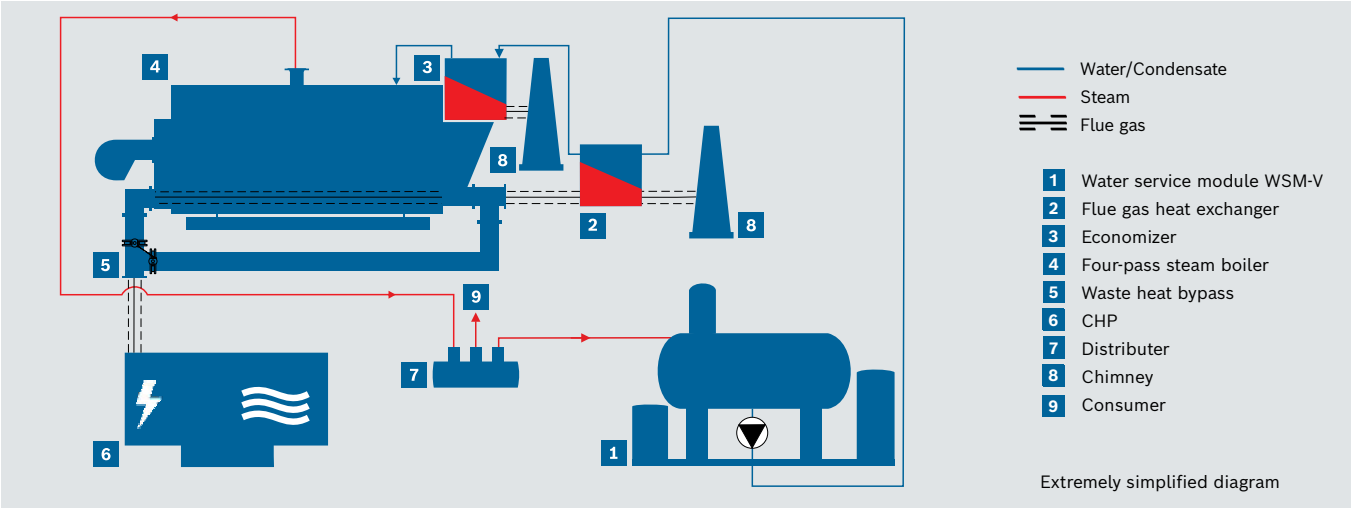 4
3
8
2
8
5
9
7
6
1
Water/Condensate
Steam
Flue gas
1 Water service module WSM-V
2 Flue gas heat exchanger
3 Economizer
4 Four-pass steam boiler
5 Waste heat bypass
6 CHP
7 Distributer
8 Chimney
9 Consumer
Extremely simplified diagram